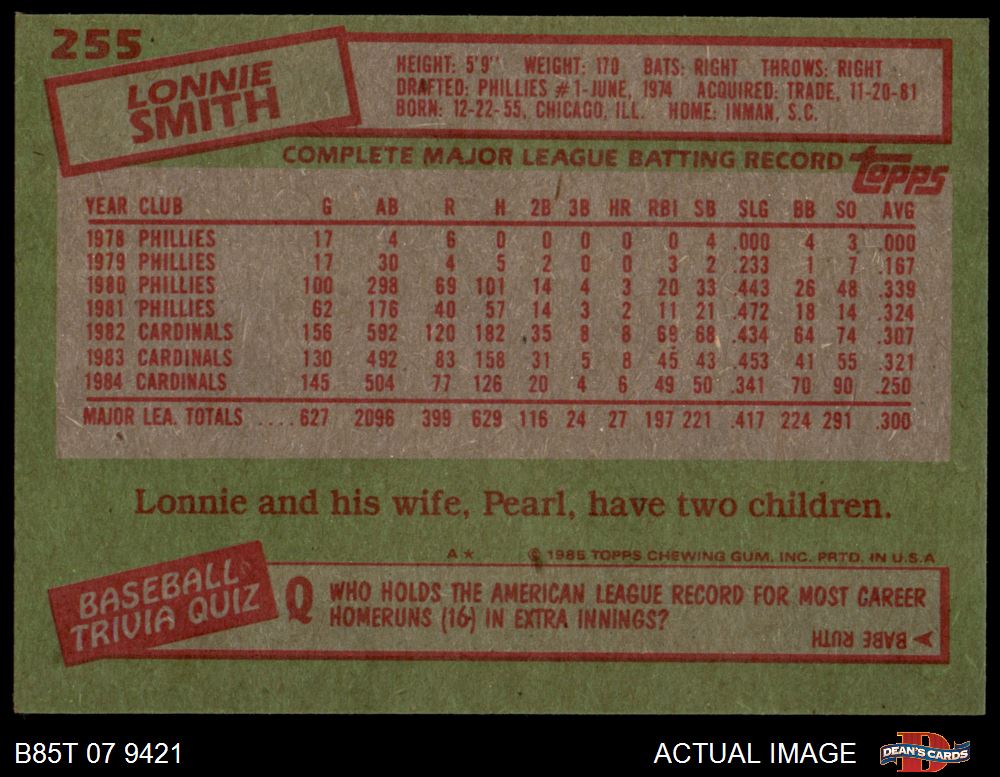 255
LONNIE
SMITH
HEIGHT: 5'9" WEIGHT: 170 BATS: RIGHT THROWS: RIGHT
DRAFTED: PHILLIES #1-JUNE, 1974 ACQUIRED: TRADE, 11-20-81
BORN: 12-22-55, CHICAGO, ILL. HOME: INMAN, S.C.
COMPLETE MAJOR LEAGUE BATTING RECORD topps
YEAR CLUB G AB R H 2B 3B HR RBI SB SLG BB SO AVG
1978 PHILLIES 17 4 6 0 0 0 0 0 4 .000 4 3 .000
1979 PHILLIES 17 30 4 5 2 0 0 3 2 .233 1 7 .167
1980 PHILLIES 100 298 69 101 14 4 3 20 33 .443 26 48 .339
1981 PHILLIES 62 176 40 57 14 3 2 11 21 .472 18 14 .324
1982 CARDINALS 156 592 120 182 35 8 8 69 68 .434 64 74 .307
1983 CARDINALS 130 492 83 158 31 5 8 45 43 .453 41 55 .321
1984 CARDINALS 145 504 77 126 20 4 6 49 50 .341 70 90 .250
MAJOR LEA. TOTALS ....627 2096 399 629 116 24 27 197 221 .417 224 291 .300
Lonnie and his wife, Pearl, have two children.
A* © 1985 TOPPS CHEWING GUM, INC. PRTD. IN U.S.A
BASEBALL
TRIVIA QUIZ
Q WHO HOLDS THE AMERICAN LEAGUE RECORD FOR MOST CAREER
HOMERUNS (16) IN EXTRA INNINGS?
A BABE RUTH
B85T 07 9421
ACTUAL IMAGE
D
DEAN'S CARDS